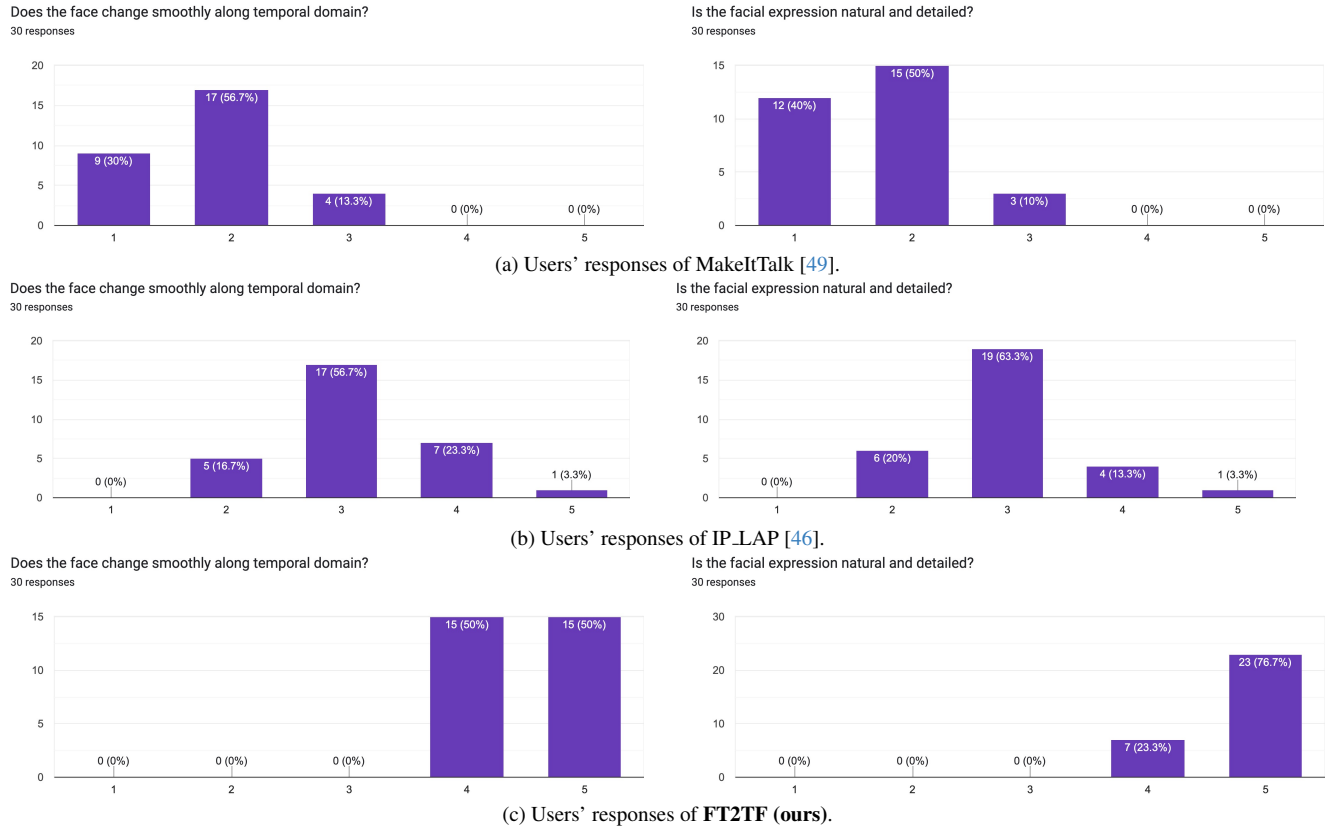 Does the face change smoothly along temporal domain?
30 responses
20
15
10
5
0
9 (30%)
17 (56.7%)
4 (13.3%)
0 (0%)
0 (0%)
1 2 3 4 5
Is the facial expression natural and detailed?
30 responses
15
10
5
0
12 (40%)
15 (50%)
3 (10%)
0 (0%)
0 (0%)
1 2 3 4 5
(a) Users’ responses of MakeItTalk [49].
Does the face change smoothly along temporal domain?
30 responses
20
15
10
5
0
0 (0%)
5 (16.7%)
17 (56.7%)
7 (23.3%)
1 (3.3%)
1 2 3 4 5
Is the facial expression natural and detailed?
30 responses
20
15
10
5
0
0 (0%)
6 (20%)
19 (63.3%)
4 (13.3%)
1 (3.3%)
1 2 3 4 5
(b) Users’ responses of IP_LAP [46].
Does the face change smoothly along temporal domain?
30 responses
15
10
5
0
0 (0%)
0 (0%)
0 (0%)
15 (50%)
15 (50%)
1 2 3 4 5
Is the facial expression natural and detailed?
30 responses
30
20
10
0
0 (0%)
0 (0%)
0 (0%)
7 (23.3%)
23 (76.7%)
1 2 3 4 5
(c) Users’ responses of FT2TF (ours).